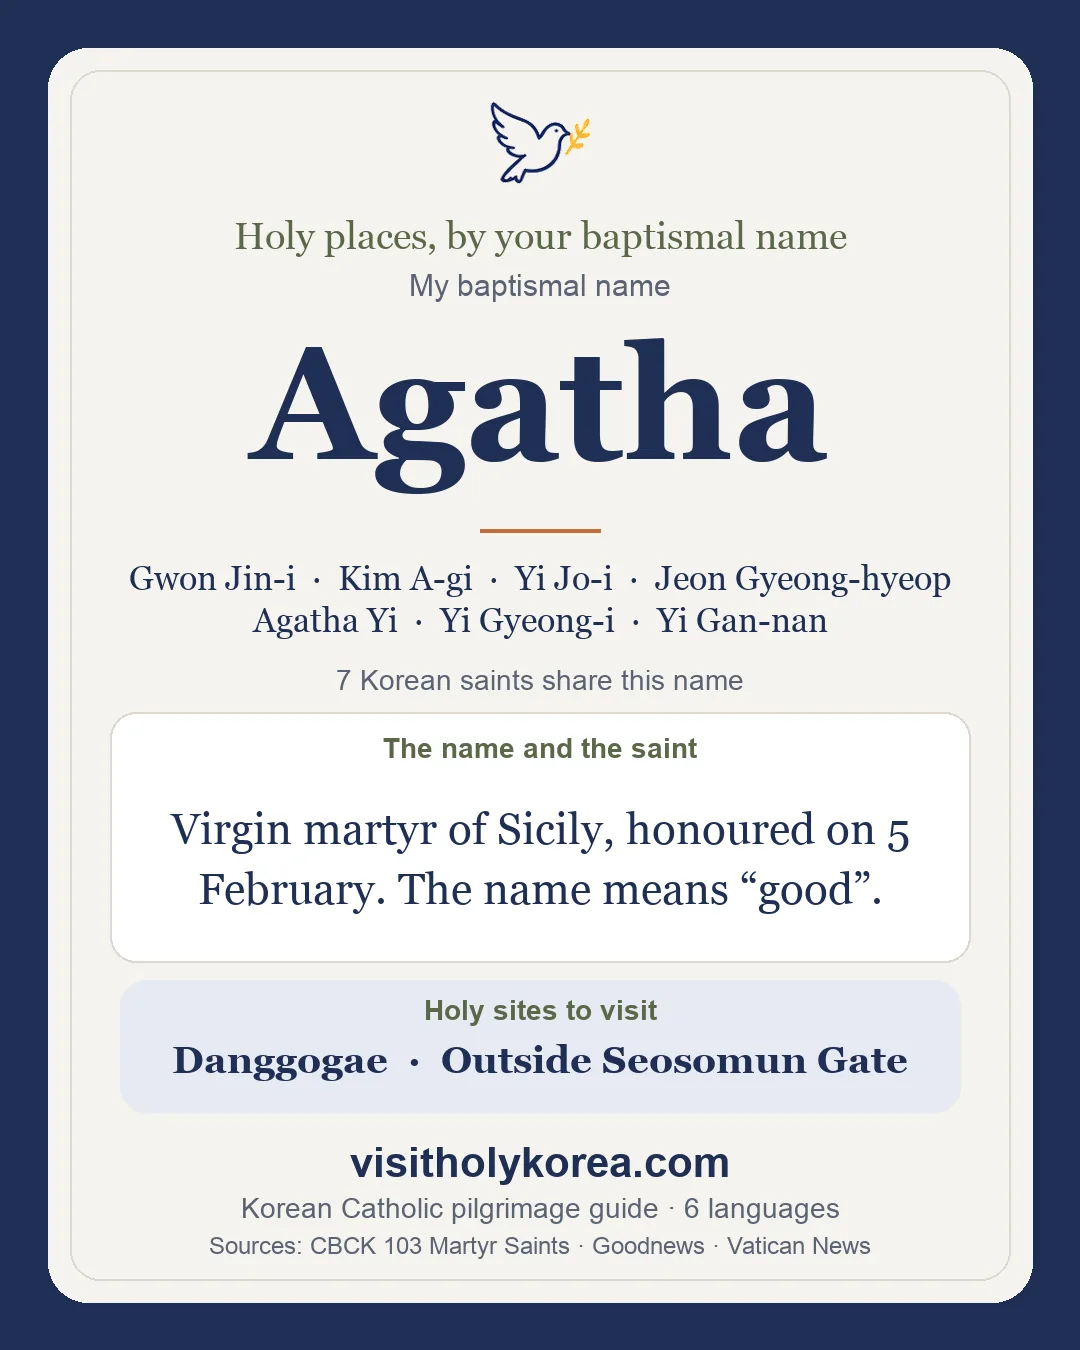 Holy places, by your baptismal name
My baptismal name
Agatha
Gwon Jin-i · Kim A-gi · Yi Jo-i · Jeon Gyeong-hyeop
Agatha Yi · Yi Gyeong-i · Yi Gan-nan
7 Korean saints share this name
The name and the saint
Virgin martyr of Sicily, honoured on 5
February. The name means “good”.
Holy sites to visit
Danggogae · Outside Seosomun Gate
visitholykorea.com
Korean Catholic pilgrimage guide · 6 languages
Sources: CBCK 103 Martyr Saints · Goodnews · Vatican News